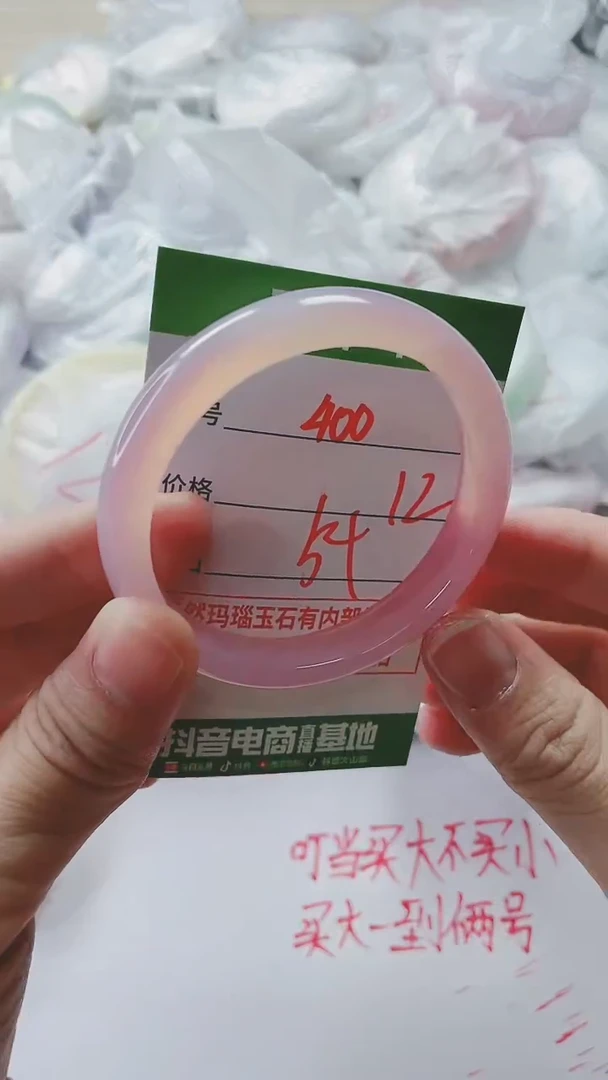 号 400
价格 12
54
然玛瑙玉石有内部
抖音电商直播基地
叮当买大不买小
买大一到俩号